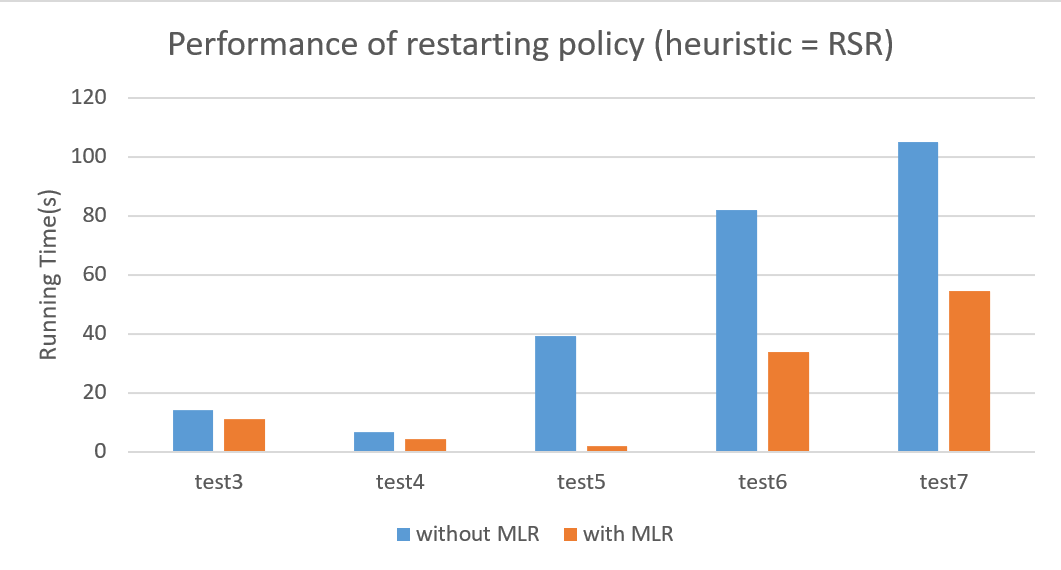 Performance of restarting policy (heuristic = RSR)
120
100
80
60
40
20
0
Running Time(s)
test3 test4 test5 test6 test7
without MLR with MLR